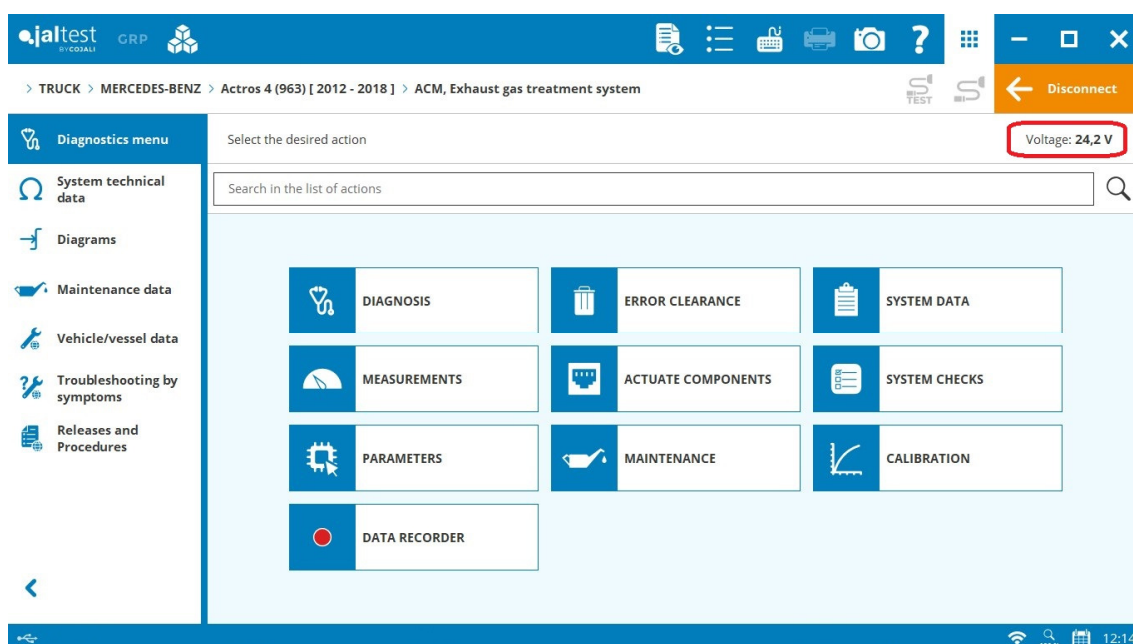 jaltest
BY COJALI
GRP
?
> TRUCK > MERCEDES-BENZ > Actros 4 (963) [ 2012 - 2018 ] > ACM, Exhaust gas treatment system
TEST
Disconnect
Diagnostics menu
Select the desired action
Voltage: 24,2 V
System technical
data
Search in the list of actions
Diagrams
Maintenance data
Vehicle/vessel data
Troubleshooting by
symptoms
Releases and
Procedures
DIAGNOSIS
ERROR CLEARANCE
SYSTEM DATA
MEASUREMENTS
ACTUATE COMPONENTS
SYSTEM CHECKS
PARAMETERS
MAINTENANCE
CALIBRATION
DATA RECORDER
12:14